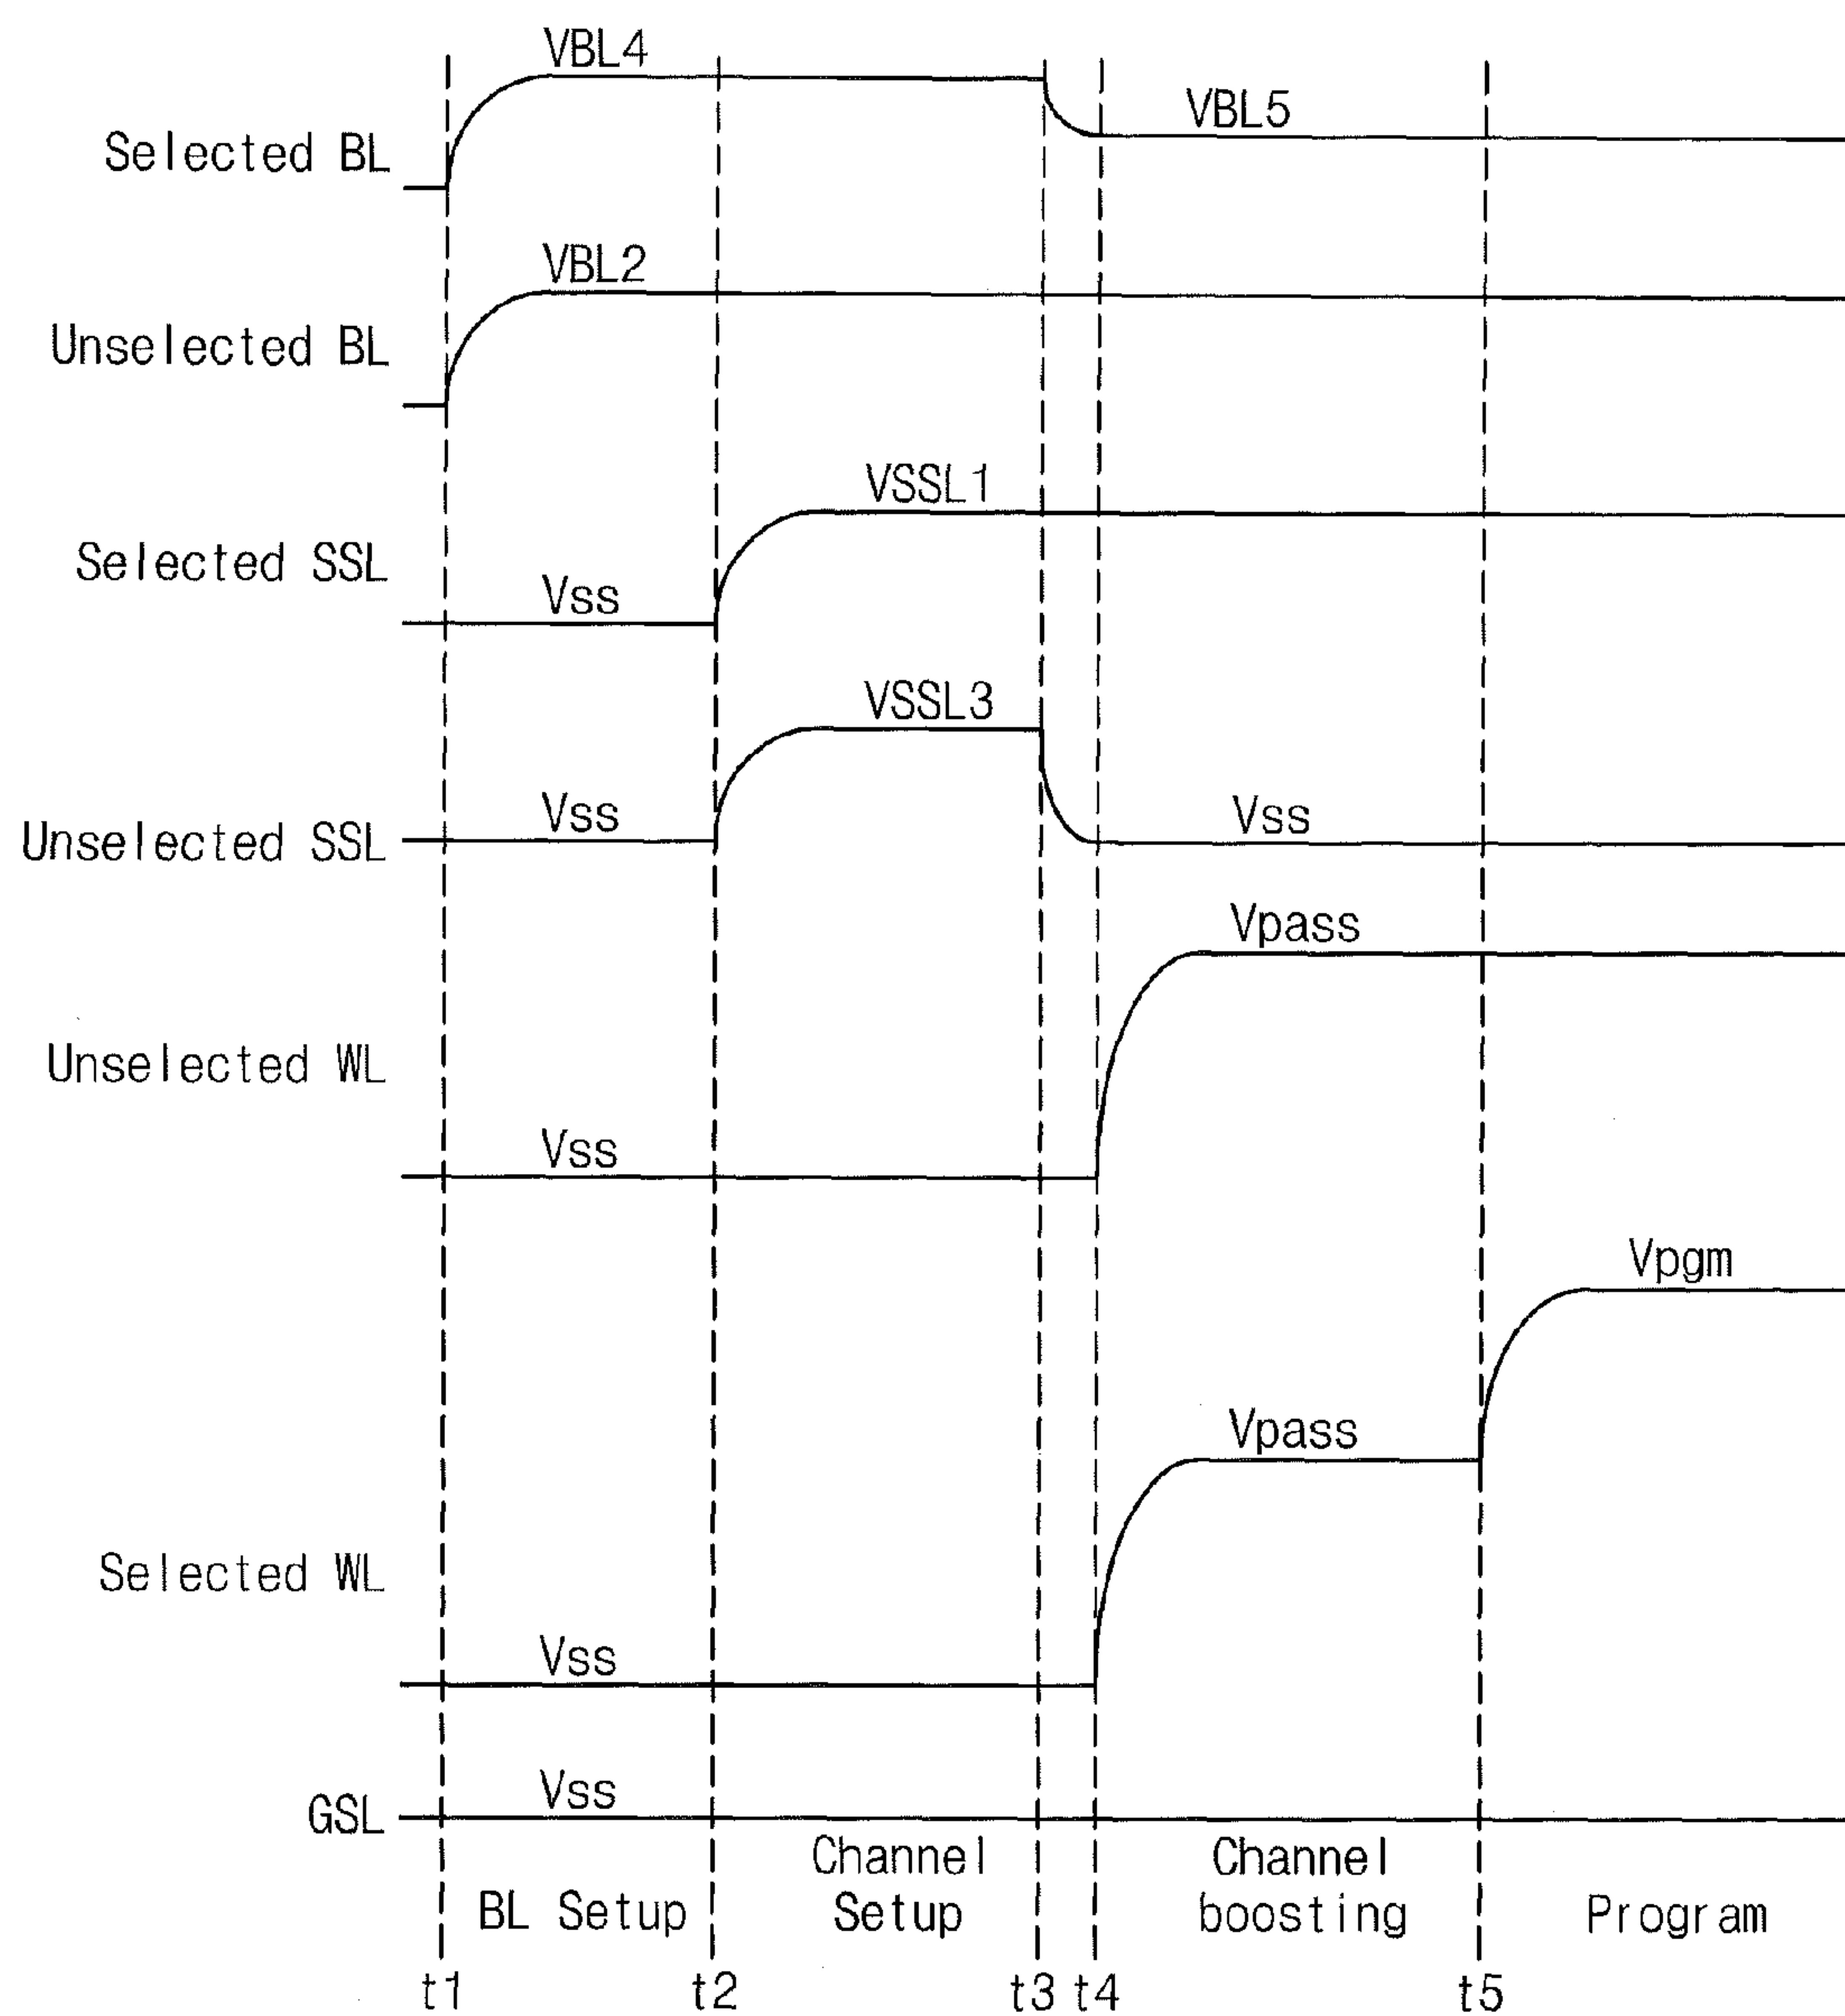 VBL4
VBL5
Selected BL
VBL2
Unselected BL
VSSL1
Selected SSL
Vss
VSSL3
Vss
Vss
Unselected SSL
Vpass
Unselected WL
Vss
Vpgm
Vpass
Selected WL
Vss
Vss
GSL
Channel
Setup
Channel
boosting
BL Setup
Program
t1
t2
t3
t4
t5